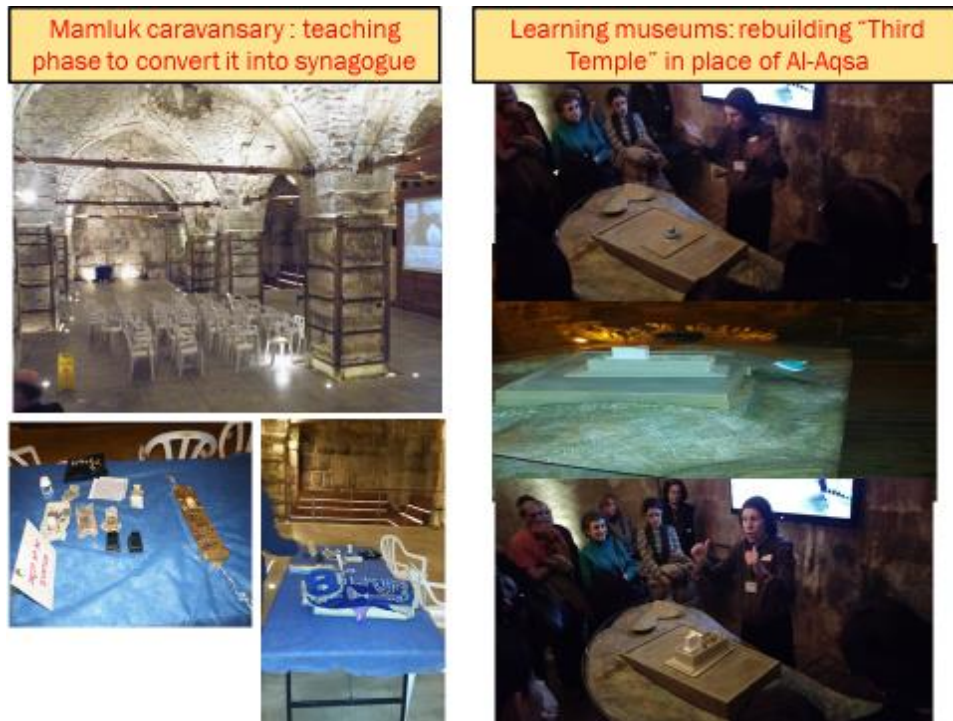 Mamluk caravansary : teaching
phase to convert it into synagogue
Learning museums: rebuilding “Third
Temple” in place of Al-Aqsa